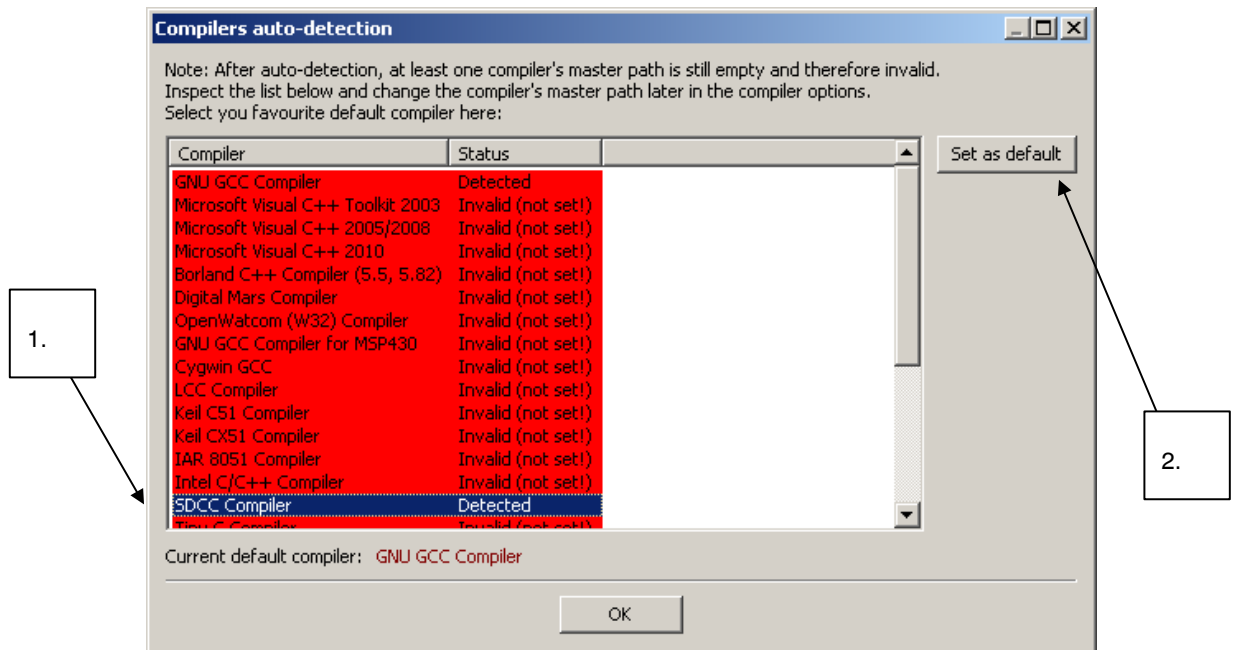 Compilers auto-detection
Note: After auto-detection, at least one compiler's master path is still empty and therefore invalid.
Inspect the list below and change the compiler's master path later in the compiler options.
Select you favourite default compiler here:
Compiler Status
Set as default
GNU GCC Compiler Detected
Microsoft Visual C++ Toolkit 2003 Invalid (not set!)
Microsoft Visual C++ 2005/2008 Invalid (not set!)
Microsoft Visual C++ 2010 Invalid (not set!)
Borland C++ Compiler (5.5, 5.82) Invalid (not set!)
Digital Mars Compiler Invalid (not set!)
OpenWatcom (W32) Compiler Invalid (not set!)
GNU GCC Compiler for MSP430 Invalid (not set!)
1.
Cygwin GCC Invalid (not set!)
LCC Compiler Invalid (not set!)
Keil C51 Compiler Invalid (not set!)
Keil CX51 Compiler Invalid (not set!)
IAR 8051 Compiler Invalid (not set!)
2.
Intel C/C++ Compiler Invalid (not set!)
SDCC Compiler Detected
Tiny C Compiler Invalid (not set!)
Current default compiler: GNU GCC Compiler
OK